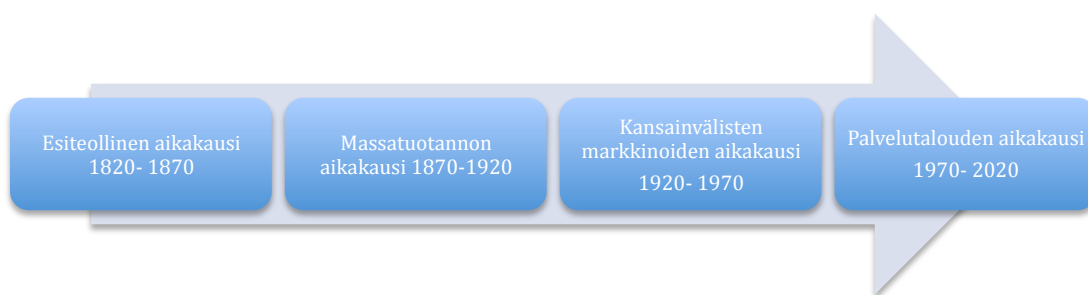 Esiteollinen aikakausi
1820- 1870
Massatuotannon
aikakausi 1870-1920
Kansainvälisten
markkinoiden aikakausi
1920- 1970
Palvelutalouden aikakausi
1970- 2020